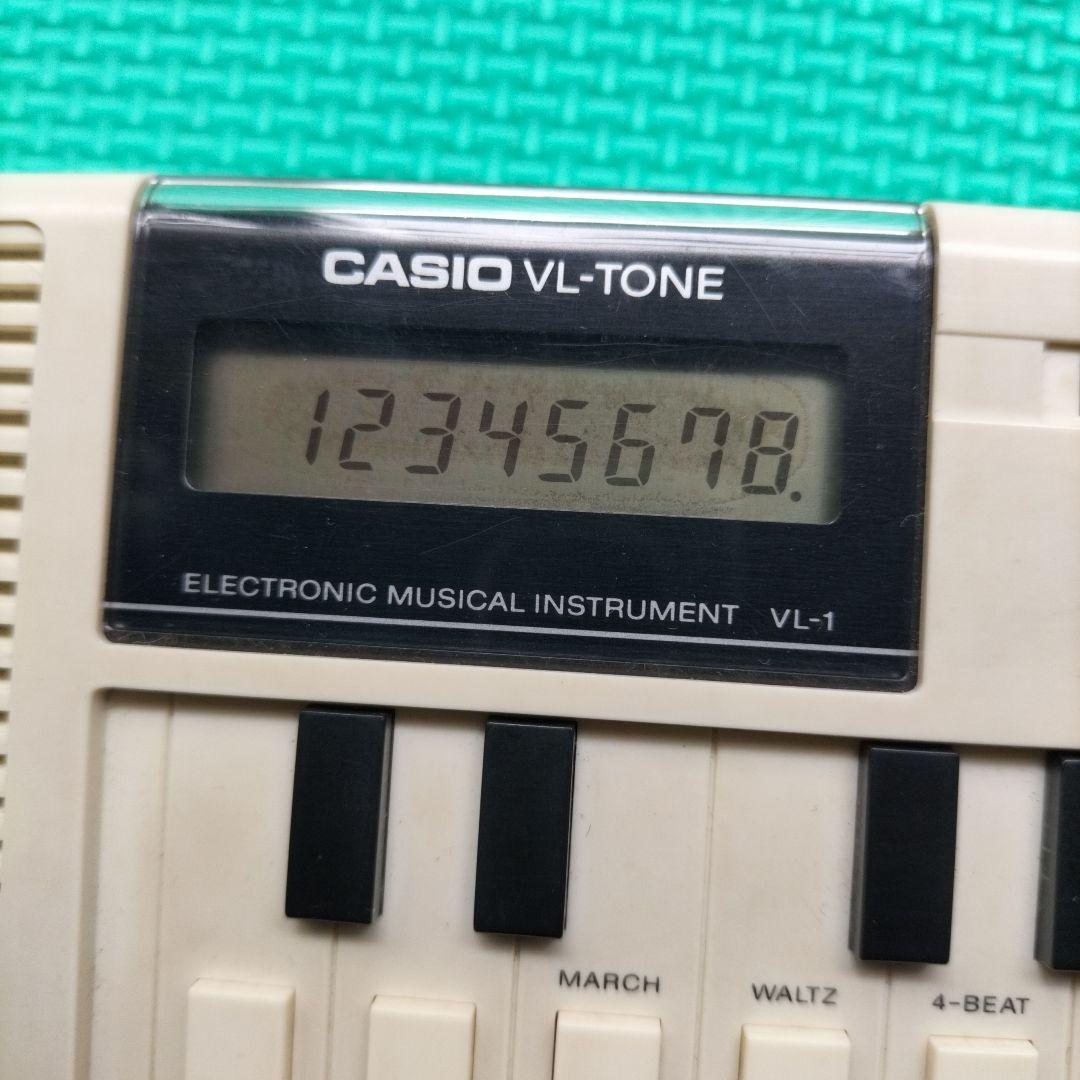 CASIO VL-TONE
12345678.
ELECTRONIC MUSICAL INSTRUMENT VL-1
MARCH WALTZ 4-BEAT